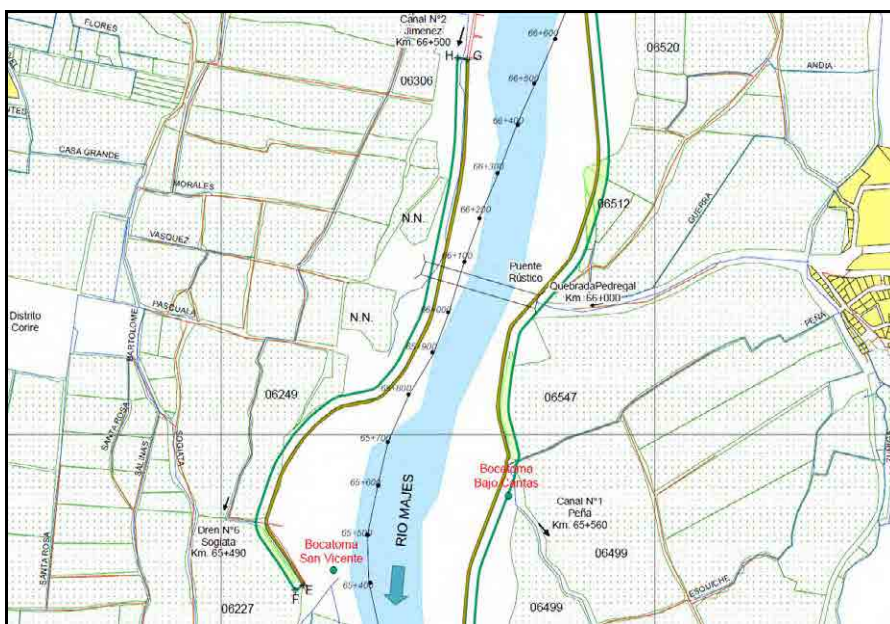 FLORES
Canal N°2
Jimenez
Km. 66+500
H
G
66+600
06520
ANDIA
06306
66+500
66+400
CASA GRANDE
66+300
MORALES
N.N.
66+200
06512
GUERRA
VASQUEZ
66+100
Puente
Rústico
QuebradaPedregal
Km. 66+000
PASCUALA
Distrito
Corire
BARTOLOME
N.N.
66+000
PEÑA
65+900
06249
65+800
06547
SANTA ROSA
SALINAS
SOGIATA
65+700
Bocatoma
Bajo Cantas
65+600
RIO MAJES
Canal N°1
Peña
Km. 65+560
Dren N°6
Sogiata
Km. 65+490
65+500
Bocatoma
San Vicente
06499
SANTA ROSA
E
F
65+400
ESQUICHE
06227
06499